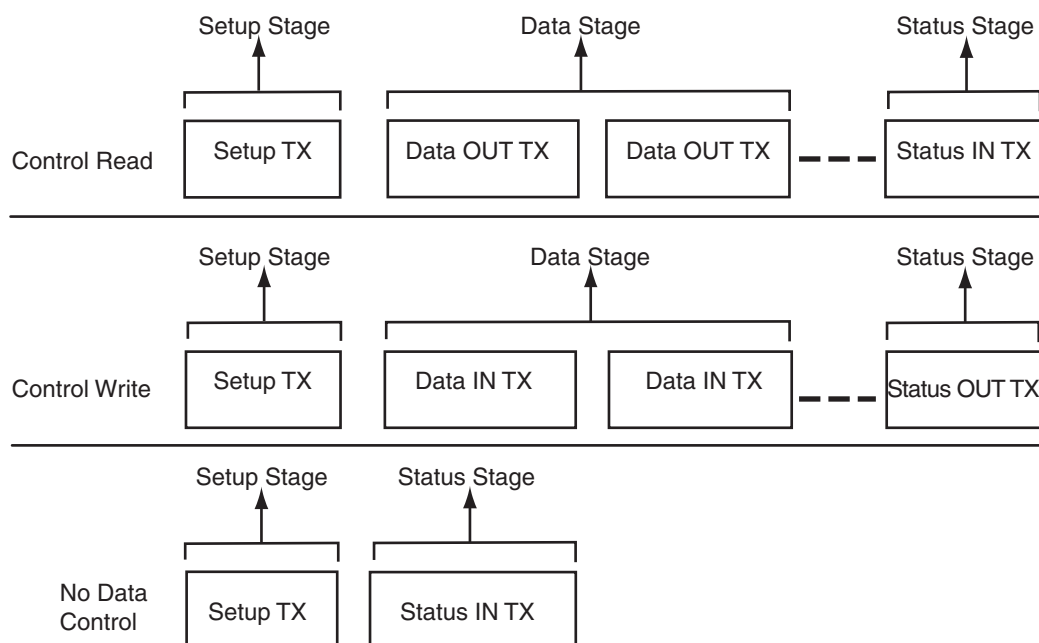 Setup Stage Data Stage Status Stage
Control Read Setup TX Data OUT TX Data OUT TX Status IN TX
Setup Stage Data Stage Status Stage
Control Write Setup TX Data IN TX Data IN TX Status OUT TX
Setup Stage Status Stage
No Data
Control Setup TX Status IN TX